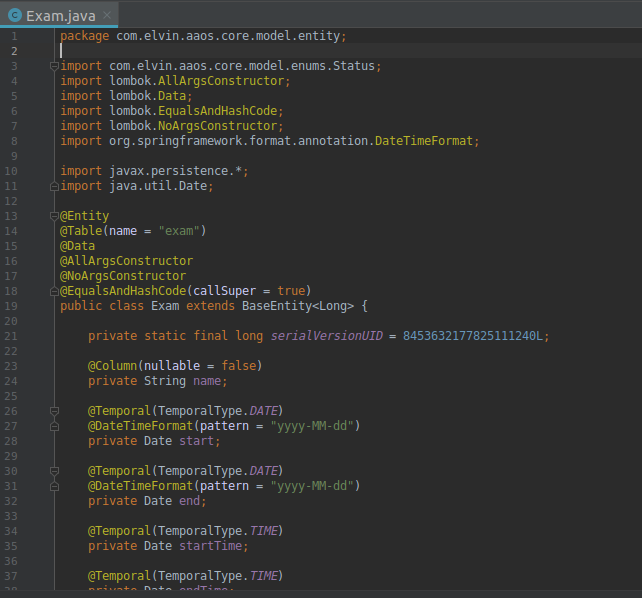 Exam.java
1 package com.elvin.aaos.core.model.entity;
2
3 import com.elvin.aaos.core.model.enums.Status;
4 import lombok.AllArgsConstructor;
5 import lombok.Data;
6 import lombok.EqualsAndHashCode;
7 import lombok.NoArgsConstructor;
8 import org.springframework.format.annotation.DateTimeFormat;
9
10 import javax.persistence.*;
11 import java.util.Date;
12
13 @Entity
14 @Table(name = "exam")
15 @Data
16 @AllArgsConstructor
17 @NoArgsConstructor
18 @EqualsAndHashCode(callSuper = true)
19 public class Exam extends BaseEntity<Long> {
20
21 private static final long serialVersionUID = 8453632177825111240L;
22
23 @Column(nullable = false)
24 private String name;
25
26 @Temporal(TemporalType.DATE)
27 @DateTimeFormat(pattern = "yyyy-MM-dd")
28 private Date start;
29
30 @Temporal(TemporalType.DATE)
31 @DateTimeFormat(pattern = "yyyy-MM-dd")
32 private Date end;
33
34 @Temporal(TemporalType.TIME)
35 private Date startTime;
36
37 @Temporal(TemporalType.TIME)
38 private Date endTime;